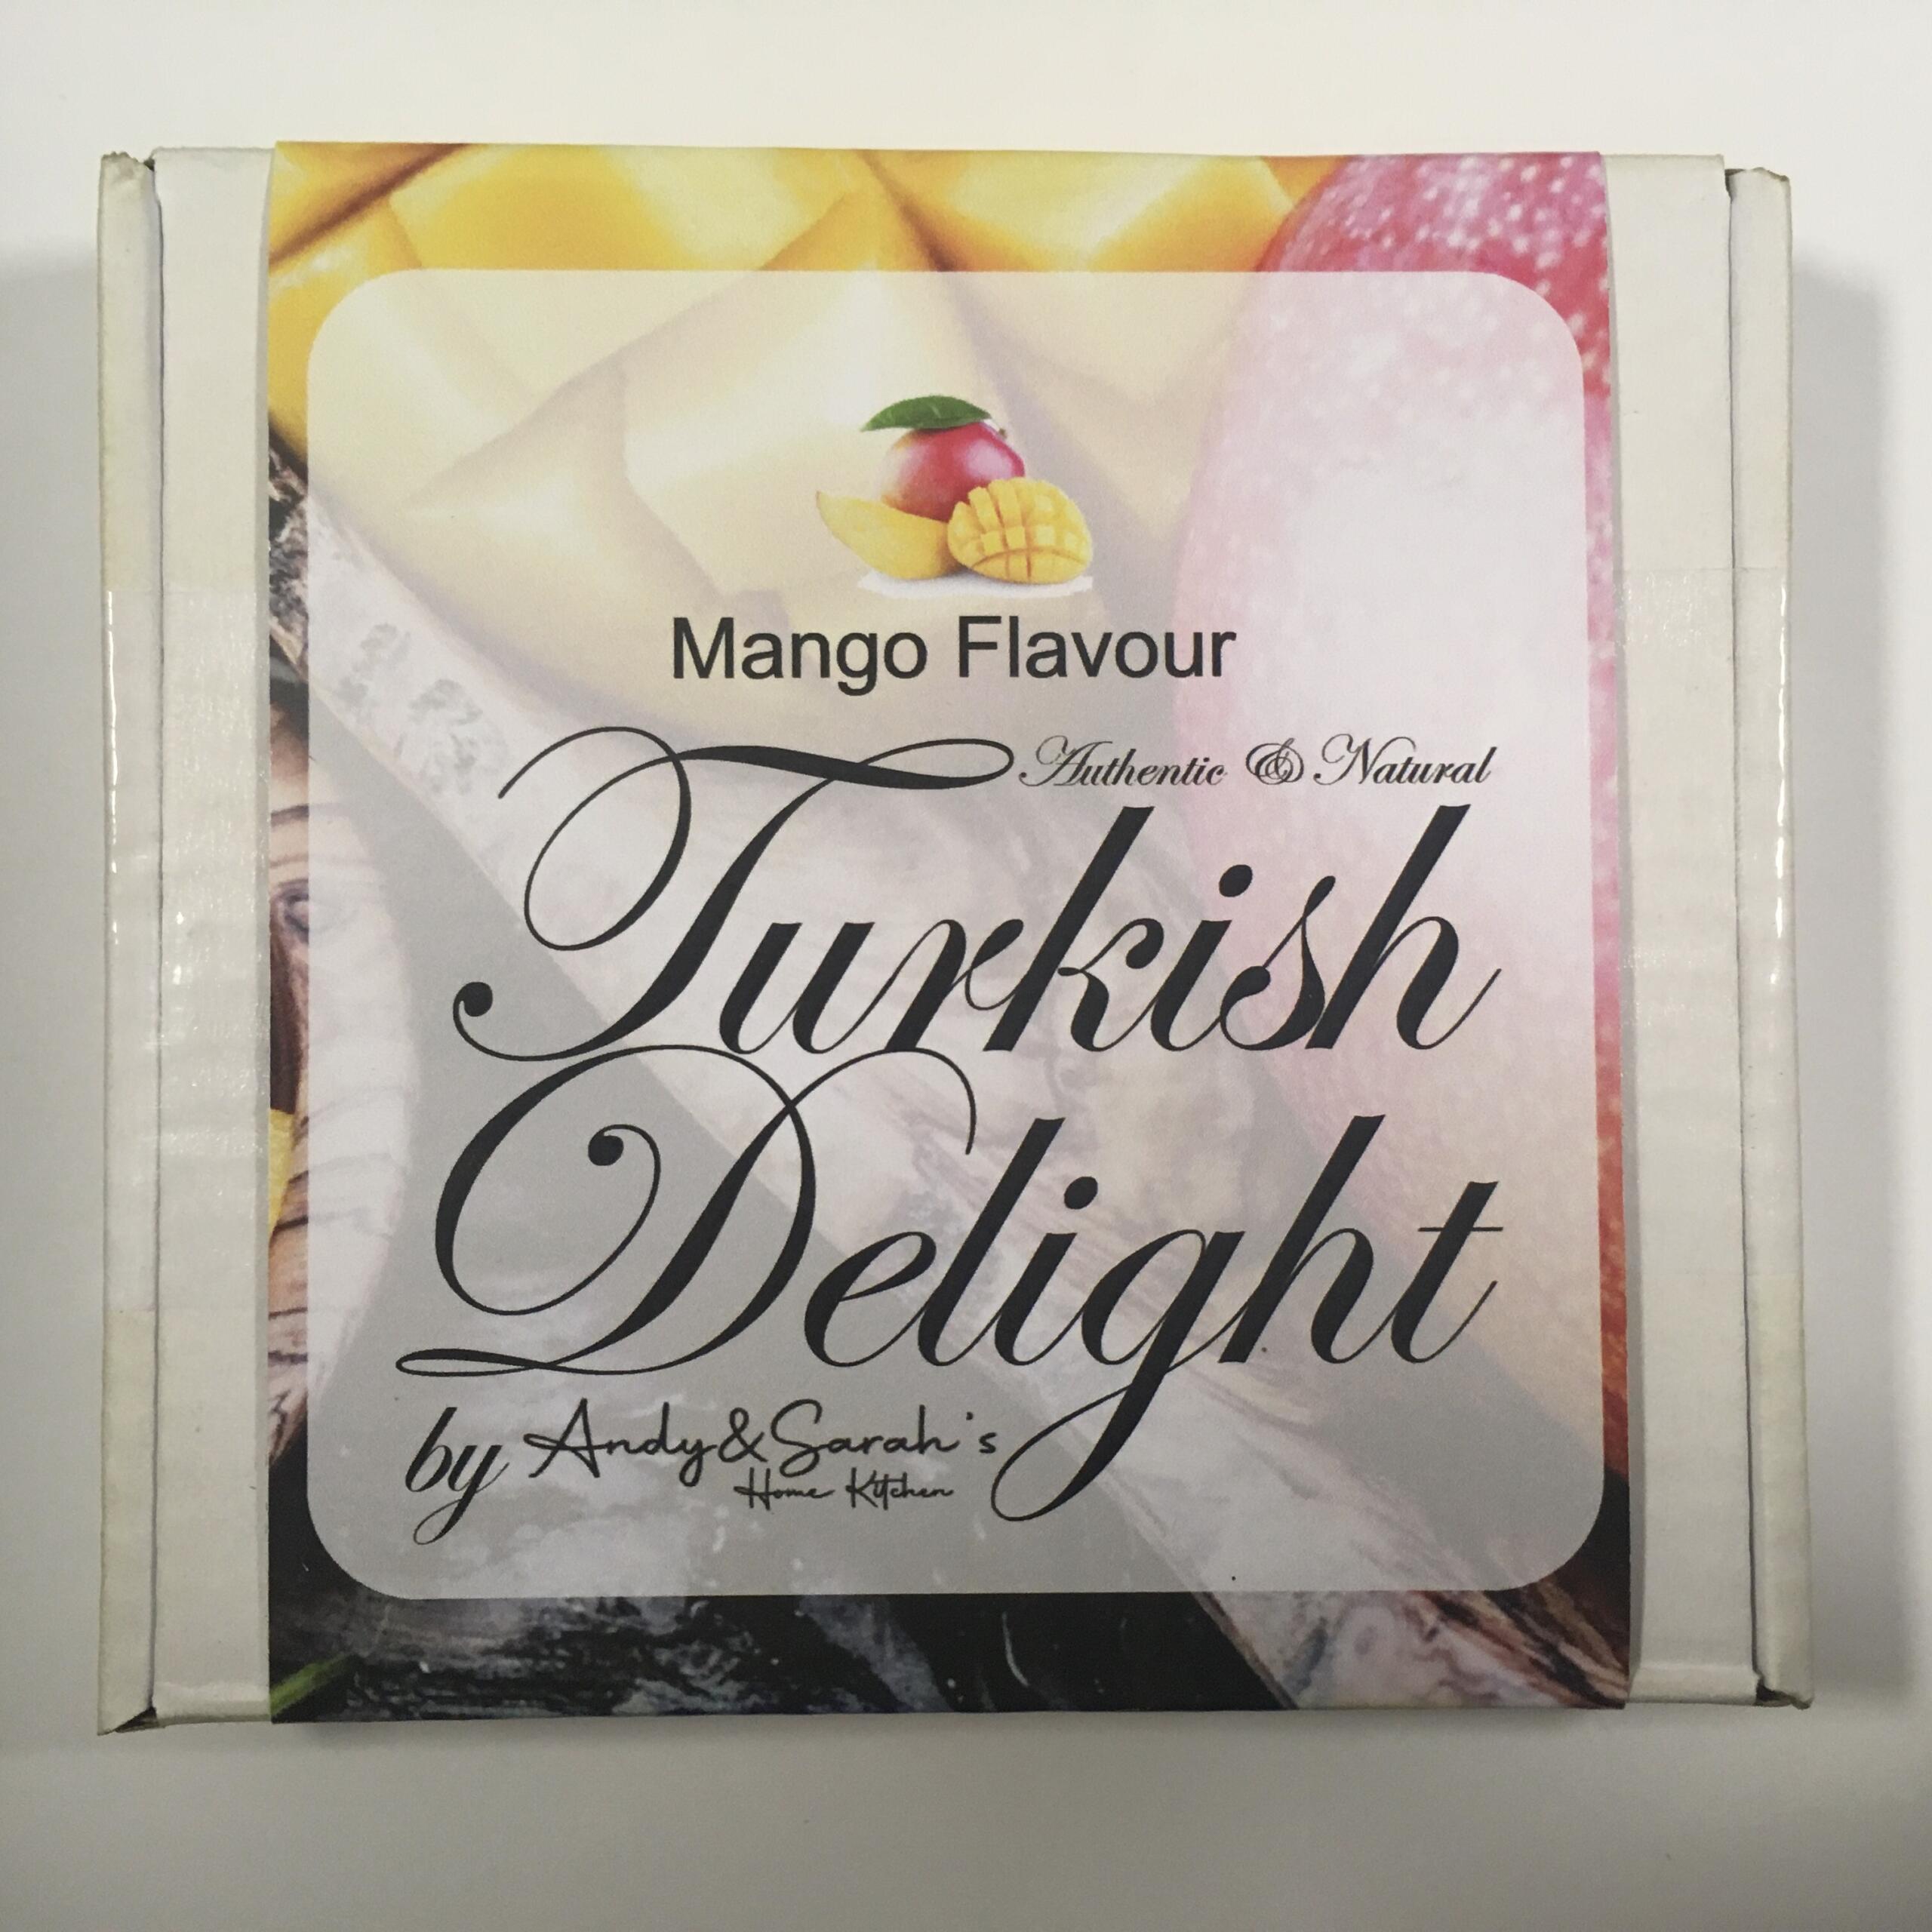 Mango Flavour
Authentic & Natural
Turkish
Delight
by Andy & Sarah's
Home Kitchen